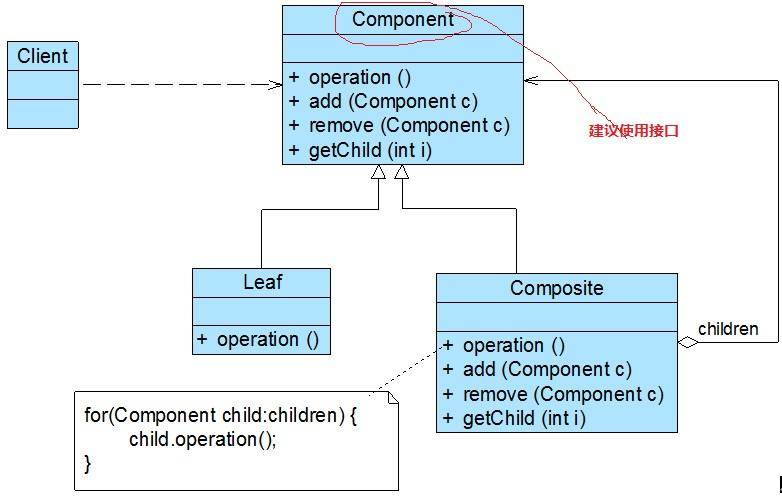 Component
Client
+ operation ()
+ add (Component c)
+ remove (Component c)
+ getChild (int i)
建议使用接口
Leaf
+ operation ()
Composite
+ operation ()
+ add (Component c)
+ remove (Component c)
+ getChild (int i)
children
for(Component child:children) {
child.operation();
}